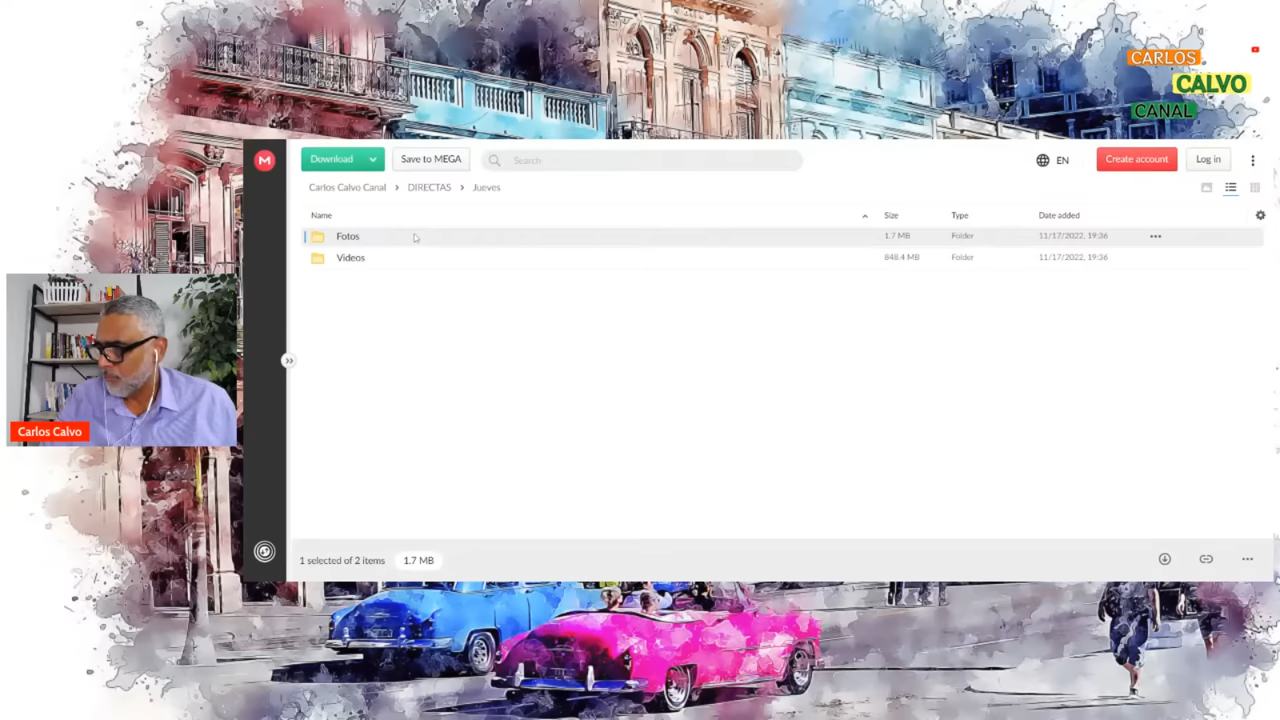 CARLOS
CALVO
CANAL
M
Download
Save to MEGA
Search
EN
Create account
Log in
Carlos Calvo Canal > DIRECTAS > Jueves
Name Size Type Date added
Fotos 1.7 MB Folder 11/17/2022, 19:36
Videos 848.4 MB Folder 11/17/2022, 19:36
Carlos Calvo
1 selected of 2 items 1.7 MB